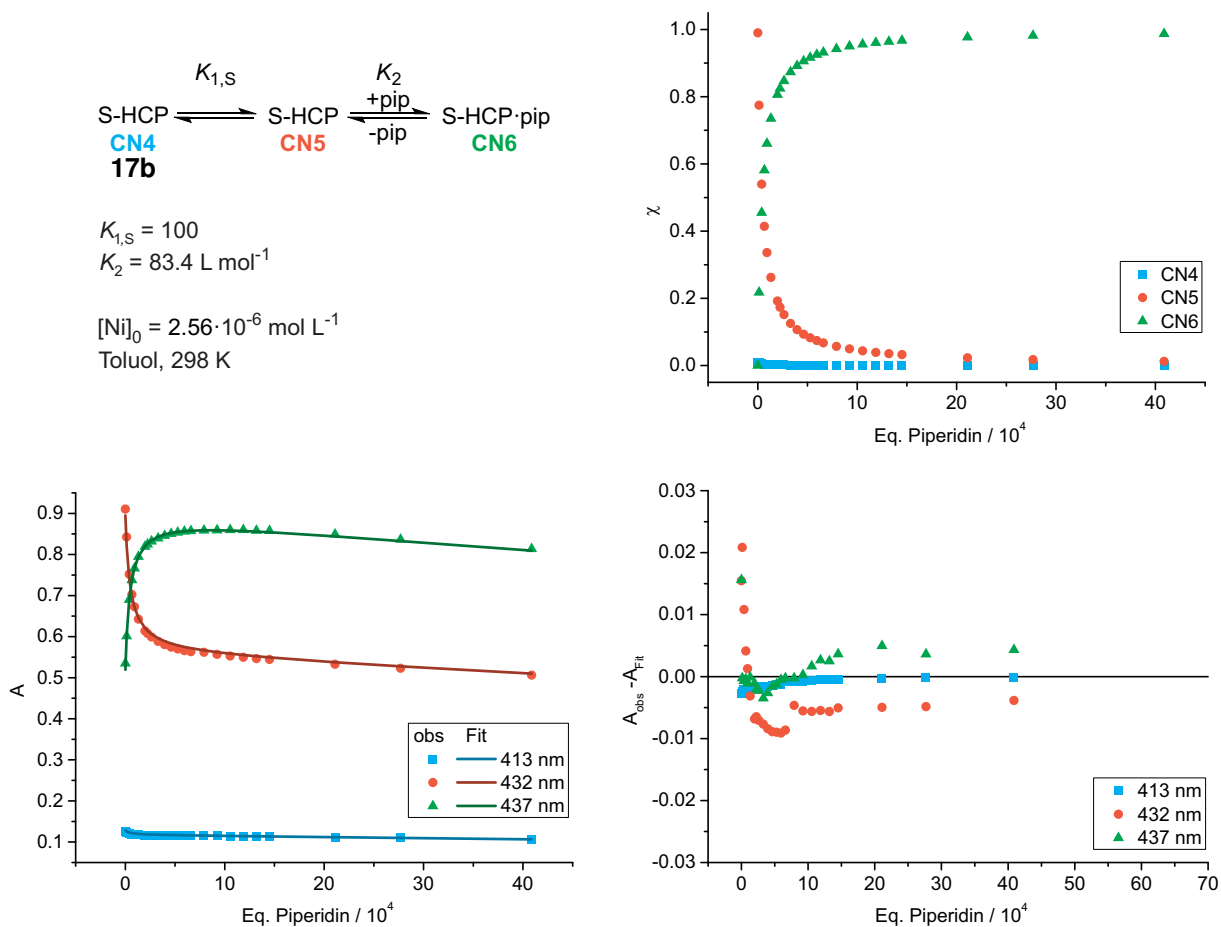 K1,S K2
+pip
S-HCP S-HCP S-HCP·pip
-pip
CN4 CN5 CN6
17b
K1,S = 100
K2 = 83.4 L mol-1
[Ni]0 = 2.56·10-6 mol L-1
Toluol, 298 K
1.0
0.8
0.6
0.4
0.2
0.0
χ
0 10 20 30 40
Eq. Piperidin / 10^4
CN4
CN5
CN6
0.9
0.8
0.7
0.6
0.5
0.4
0.3
0.2
0.1
A
0 10 20 30 40
Eq. Piperidin / 10^4
obs Fit
413 nm
432 nm
437 nm
0.03
0.02
0.01
0.00
-0.01
-0.02
-0.03
Aobs -AFit
0 10 20 30 40 50 60 70
Eq. Piperidin / 10^4
413 nm
432 nm
437 nm